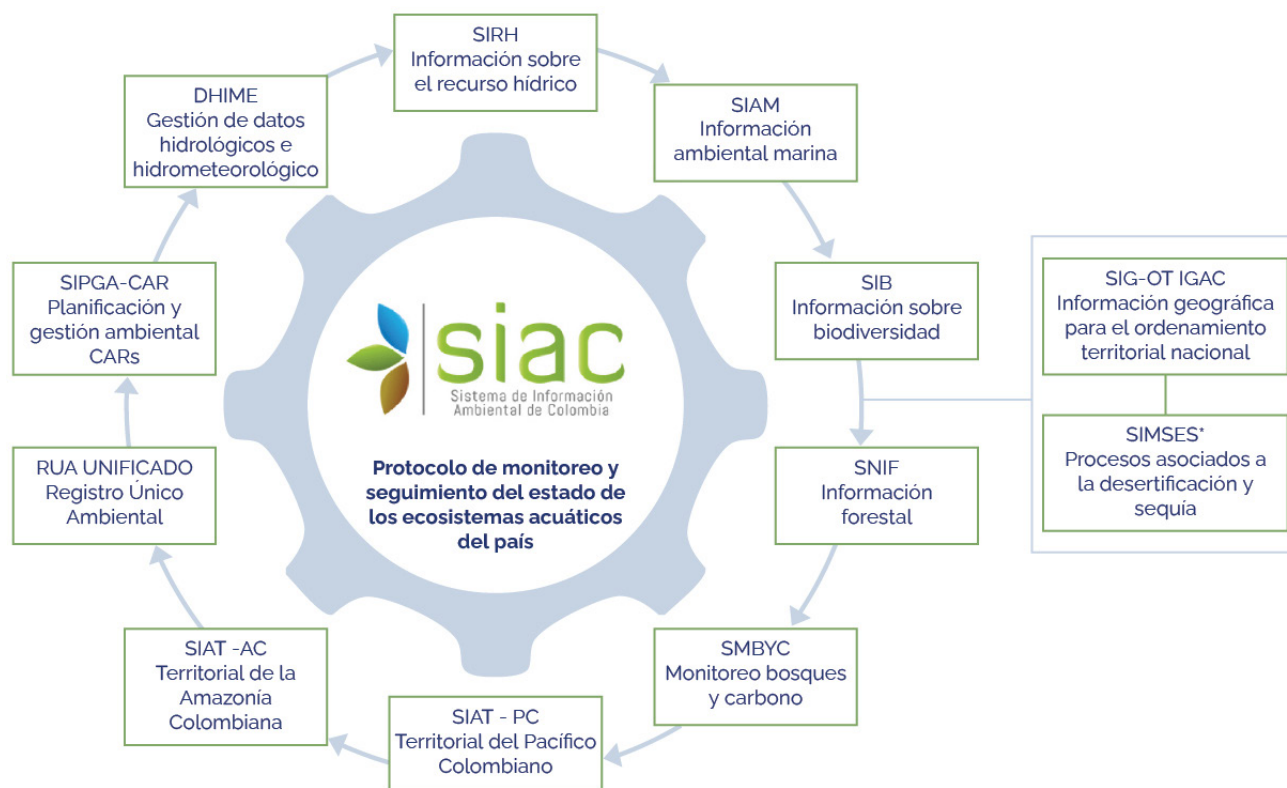 SIRH
Información sobre
el recurso hídrico
DHIME
Gestión de datos
hidrológicos e
hidrometeorológico
SIAM
Información
ambiental marina
SIPGA-CAR
Planificación y
gestión ambiental
CARs
SIB
Información sobre
biodiversidad
SIG-OT IGAC
Información geográfica
para el ordenamiento
territorial nacional
siac
Sistema de Información
Ambiental de Colombia
Protocolo de monitoreo y
seguimiento del estado de
los ecosistemas acuáticos
del país
RUA UNIFICADO
Registro Único
Ambiental
SNIF
Información
forestal
SIMSES*
Procesos asociados a
la desertificación y
sequía
SIAT -AC
Territorial de la
Amazonía
Colombiana
SIAT - PC
Territorial del Pacífico
Colombiano
SMBYC
Monitoreo bosques
y carbono